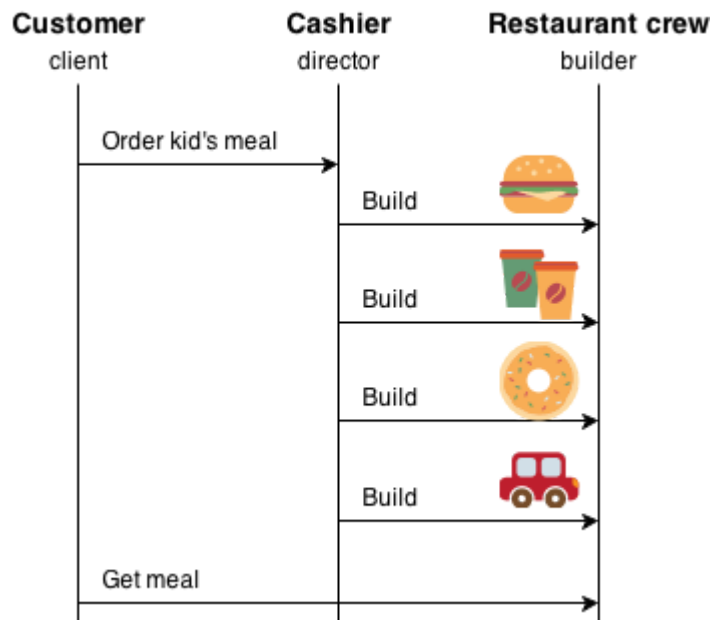 Customer Cashier Restaurant crew
client director builder
Order kid's meal
Build
Build
Build
Build
Get meal